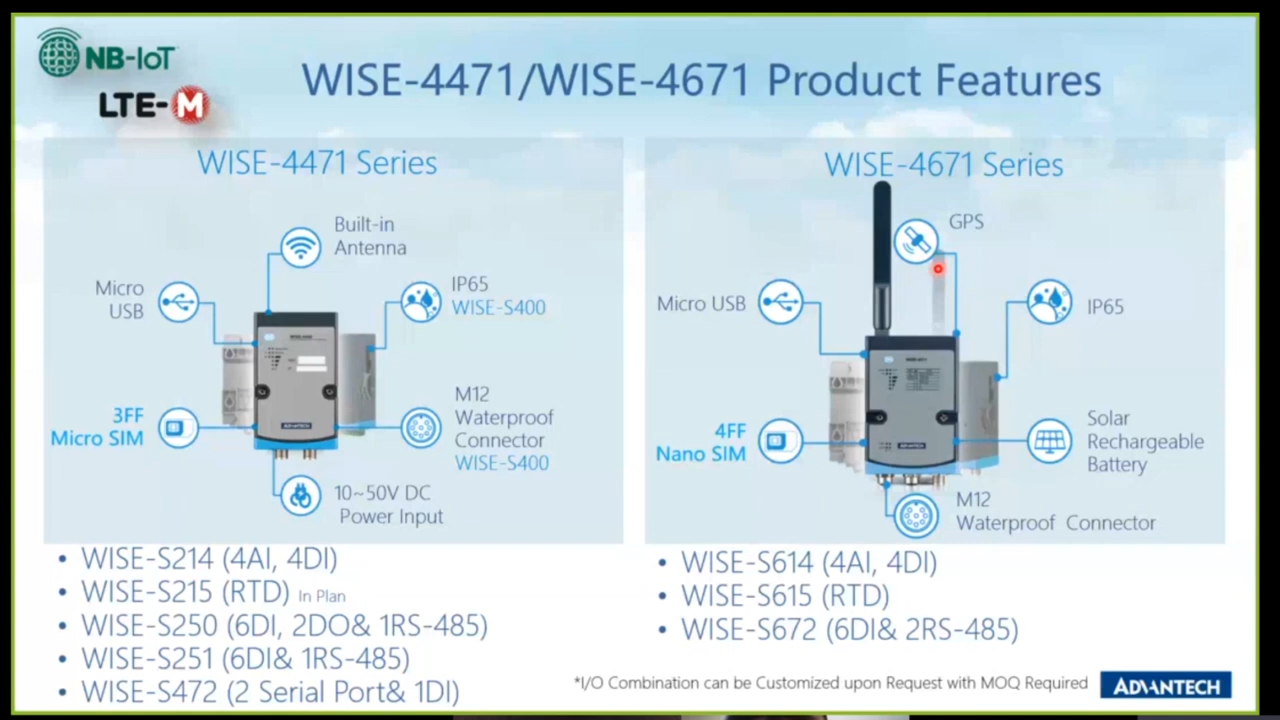 NB-IoT
LTE-M
WISE-4471/WISE-4671 Product Features
WISE-4471 Series
Built-in
Antenna
Micro
USB
IP65
WISE-S400
3FF
Micro SIM
M12
Waterproof
Connector
WISE-S400
10~50V DC
Power Input
ADVANTECH
• WISE-S214 (4AI, 4DI)
• WISE-S215 (RTD) In Plan
• WISE-S250 (6DI, 2DO& 1RS-485)
• WISE-S251 (6DI& 1RS-485)
• WISE-S472 (2 Serial Port& 1DI)
WISE-4671 Series
GPS
Micro USB
IP65
4FF
Nano SIM
Solar
Rechargeable
Battery
M12
Waterproof Connector
ADVANTECH
• WISE-S614 (4AI, 4DI)
• WISE-S615 (RTD)
• WISE-S672 (6DI& 2RS-485)
*I/O Combination can be Customized upon Request with MOQ Required
ADVANTECH